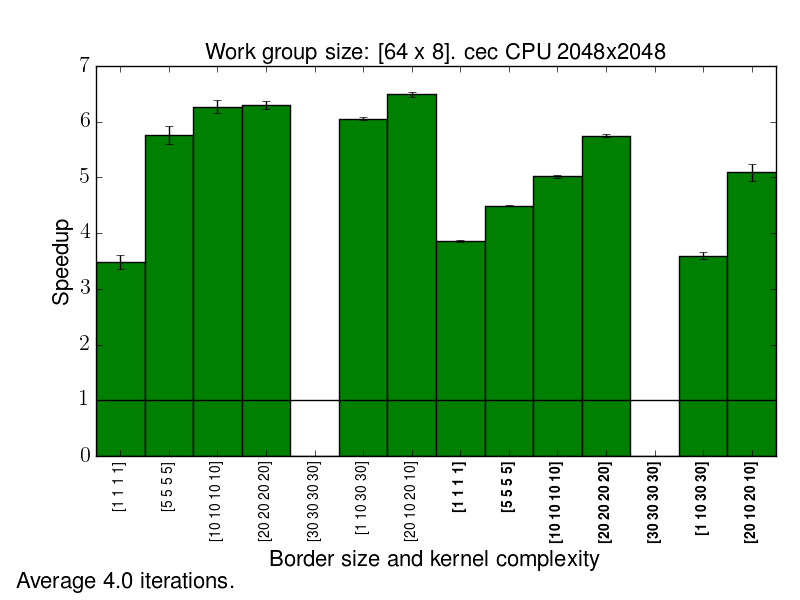 Work group size: [64 x 8]. cec CPU 2048x2048
7
6
5
4
3
2
1
0
Speedup
[1 1 1 1]
[5 5 5 5]
[10 10 10 10]
[20 20 20 20]
[30 30 30 30]
[1 10 30 30]
[20 10 20 10]
[1 1 1 1]
[5 5 5 5]
[10 10 10 10]
[20 20 20 20]
[30 30 30 30]
[1 10 30 30]
[20 10 20 10]
Border size and kernel complexity
Average 4.0 iterations.